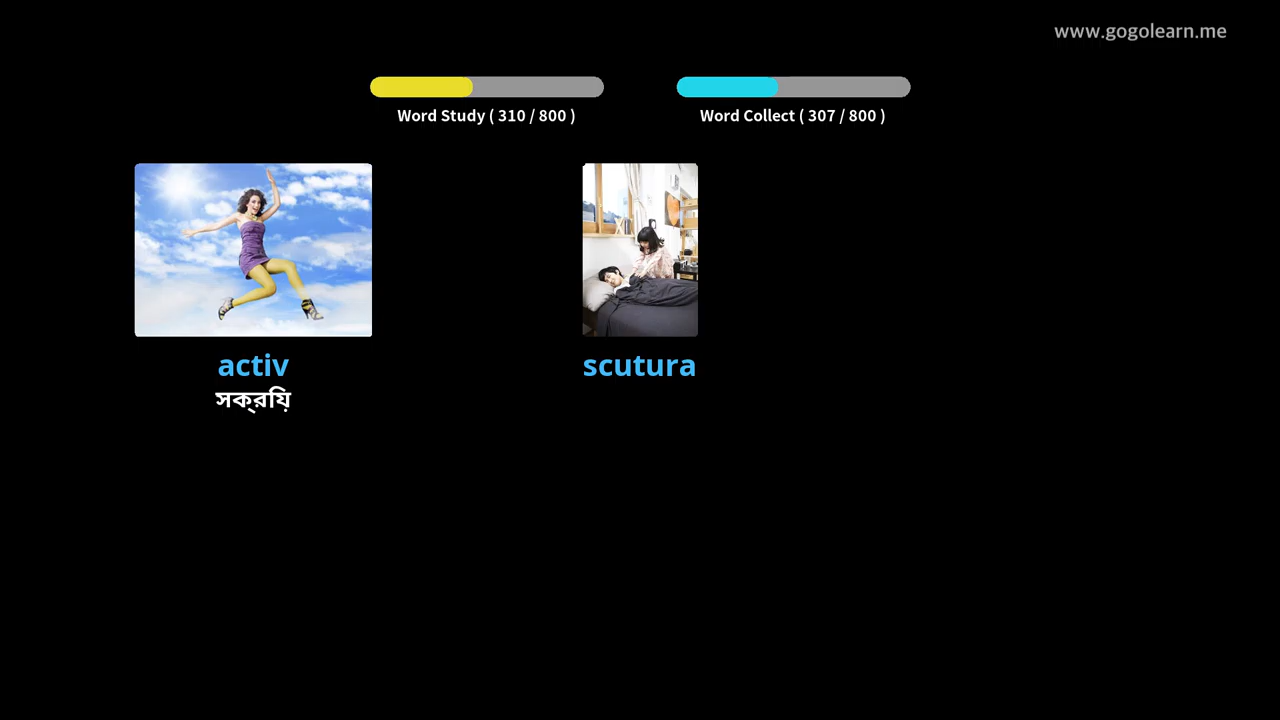 www.gogolearn.me
Word Study ( 310 / 800 )
Word Collect ( 307 / 800 )
activ
scutura
সক্রিয়